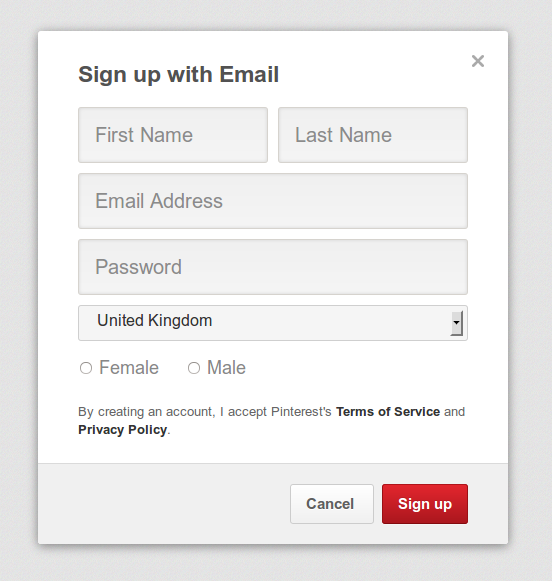 Sign up with Email
First Name
Last Name
Email Address
Password
United Kingdom
Female
Male
By creating an account, I accept Pinterest's Terms of Service and
Privacy Policy.
Cancel
Sign up